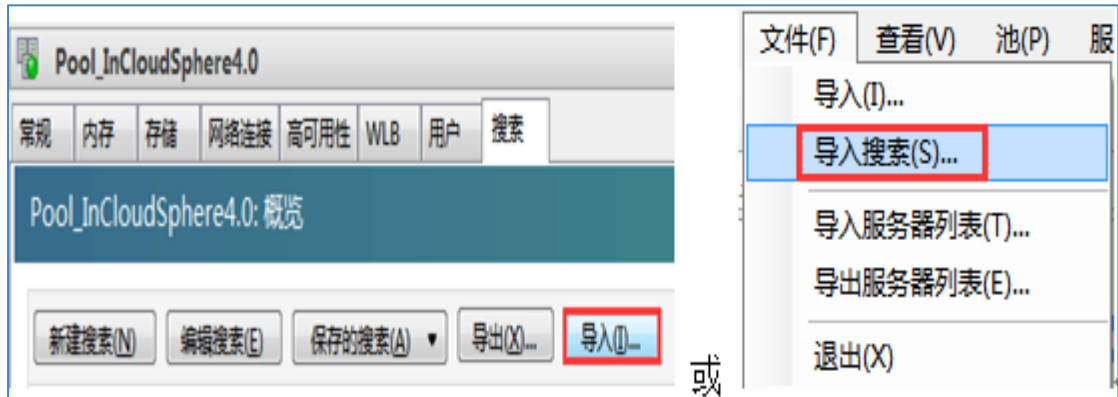 Pool_InCloudSphere4.0
常规 内存 存储 网络连接 高可用性 WLB 用户 搜索
Pool_InCloudSphere4.0: 概览
新建搜索(N) 编辑搜索(E) 保存的搜索(A) 导出(X)... 导入(I)...
或
文件(F) 查看(V) 池(P) 服
导入(I)...
导入搜索(S)...
导入服务器列表(T)...
导出服务器列表(E)...
退出(X)